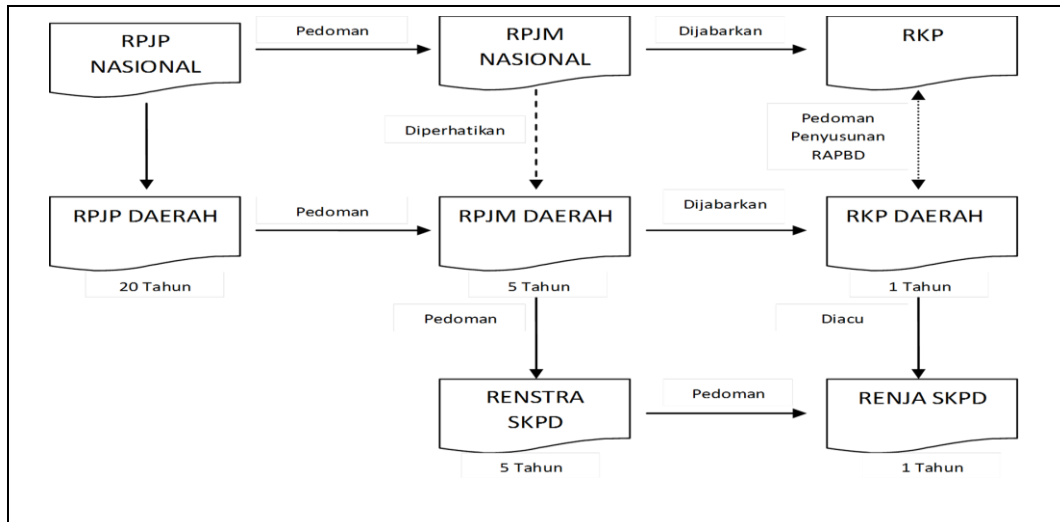 RPJP
NASIONAL
Pedoman
RPJM
NASIONAL
Dijabarkan
RKP
Diperhatikan
Pedoman
Penyusunan
RAPBD
RPJP DAERAH
Pedoman
RPJM DAERAH
Dijabarkan
RKP DAERAH
20 Tahun
5 Tahun
1 Tahun
Pedoman
Diacu
RENSTRA
SKPD
Pedoman
RENJA SKPD
5 Tahun
1 Tahun